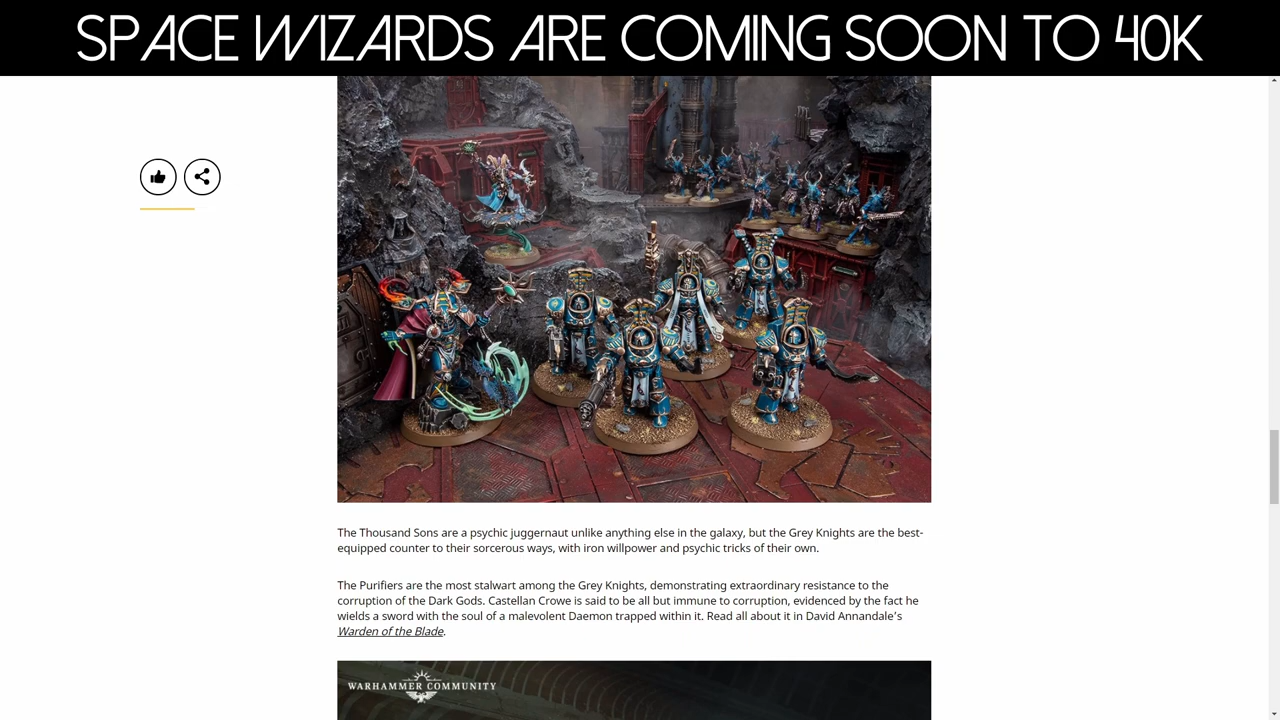 SPACE WIZARDS ARE COMING SOON TO 40K
The Thousand Sons are a psychic juggernaut unlike anything else in the galaxy, but the Grey Knights are the best-
equipped counter to their sorcerous ways, with iron willpower and psychic tricks of their own.
The Purifiers are the most stalwart among the Grey Knights, demonstrating extraordinary resistance to the
corruption of the Dark Gods. Castellan Crowe is said to be all but immune to corruption, evidenced by the fact he
wields a sword with the soul of a malevolent Daemon trapped within it. Read all about it in David Annandale’s
Warden of the Blade.
WARHAMMER COMMUNITY